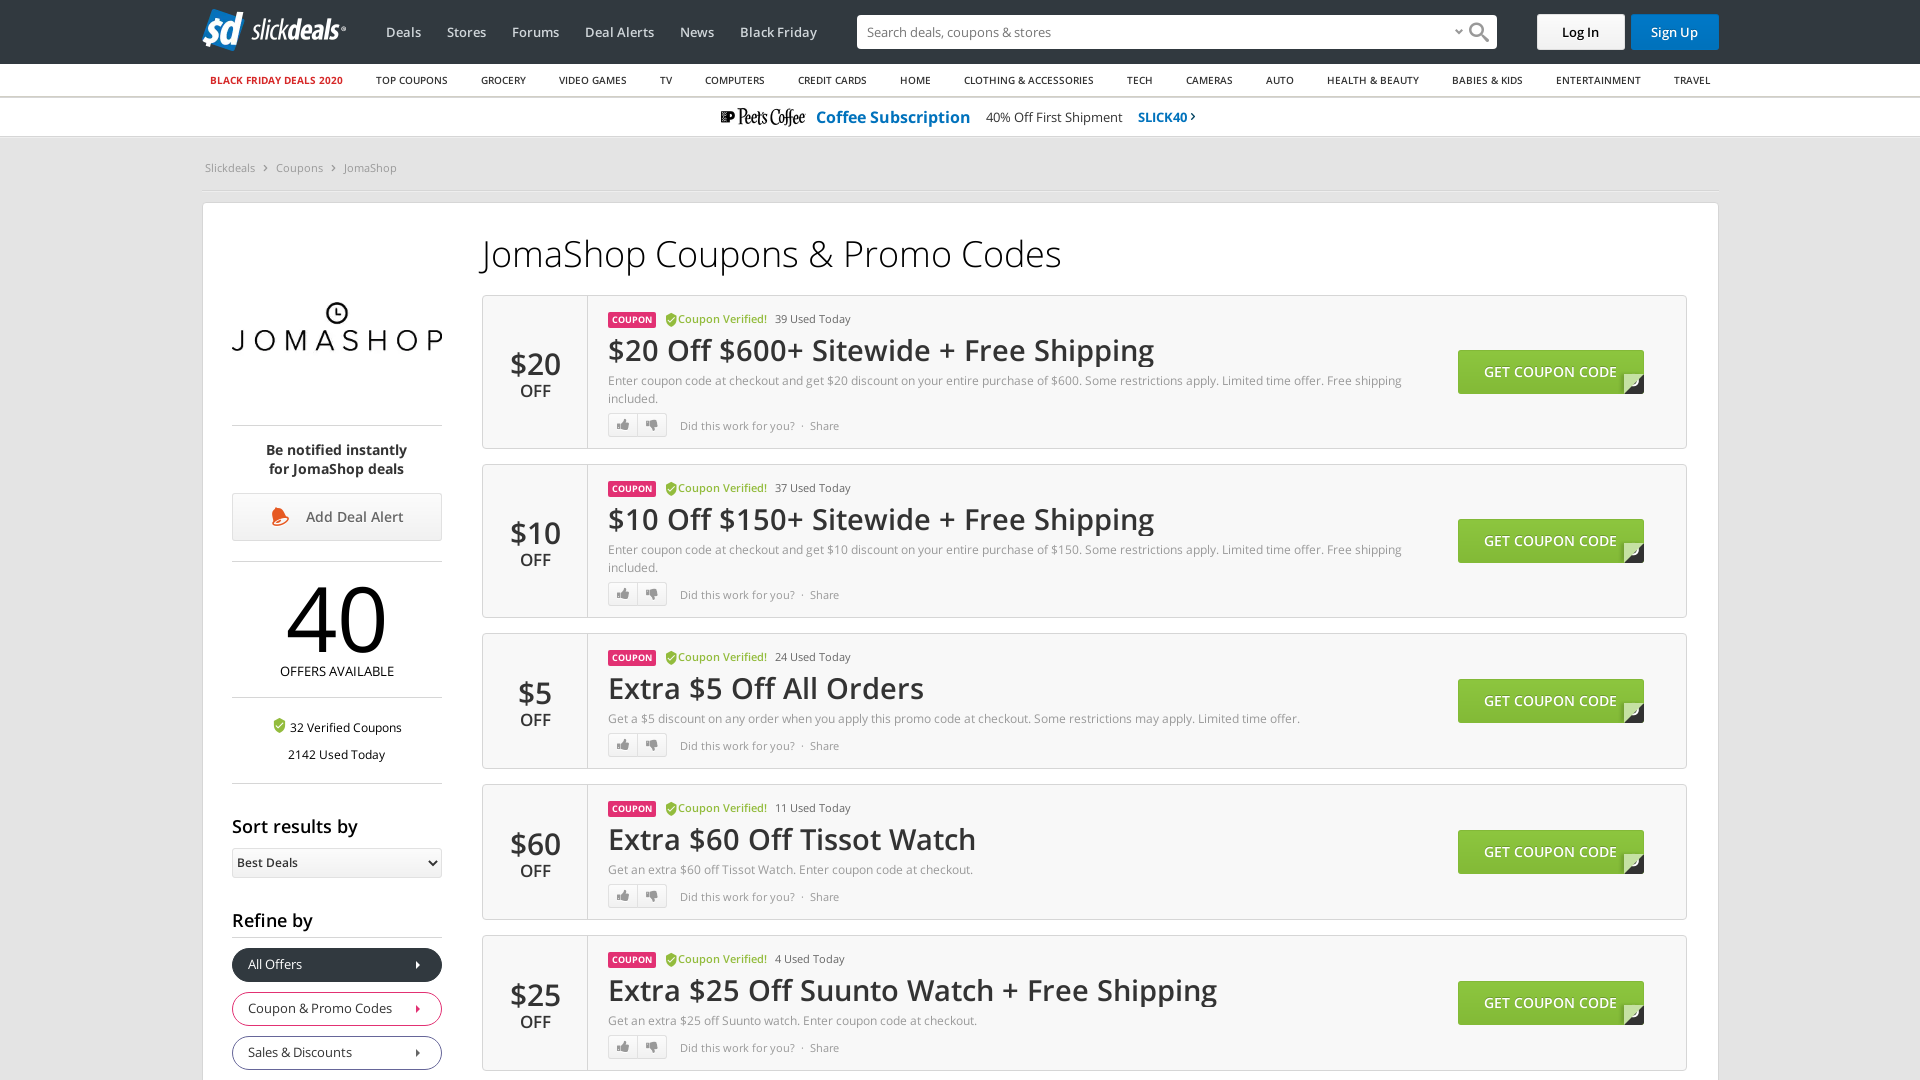 sd slickdeals
Deals Stores Forums Deal Alerts News Black Friday
Search deals, coupons & stores
Log In
Sign Up
BLACK FRIDAY DEALS 2020 TOP COUPONS GROCERY VIDEO GAMES TV COMPUTERS CREDIT CARDS HOME CLOTHING & ACCESSORIES TECH CAMERAS AUTO HEALTH & BEAUTY BABIES & KIDS ENTERTAINMENT TRAVEL
Peet's Coffee Coffee Subscription 40% Off First Shipment SLICK40
Slickdeals Coupons JomaShop
JOMASHOP
Be notified instantly
for JomaShop deals
Add Deal Alert
40
OFFERS AVAILABLE
32 Verified Coupons
2142 Used Today
Sort results by
Best Deals
Refine by
All Offers
Coupon & Promo Codes
Sales & Discounts
JomaShop Coupons & Promo Codes
$20
OFF
COUPON Coupon Verified! 39 Used Today
$20 Off $600+ Sitewide + Free Shipping
Enter coupon code at checkout and get $20 discount on your entire purchase of $600. Some restrictions apply. Limited time offer. Free shipping
included.
Did this work for you? · Share
GET COUPON CODE
$10
OFF
COUPON Coupon Verified! 37 Used Today
$10 Off $150+ Sitewide + Free Shipping
Enter coupon code at checkout and get $10 discount on your entire purchase of $150. Some restrictions apply. Limited time offer. Free shipping
included.
Did this work for you? · Share
GET COUPON CODE
$5
OFF
COUPON Coupon Verified! 24 Used Today
Extra $5 Off All Orders
Get a $5 discount on any order when you apply this promo code at checkout. Some restrictions may apply. Limited time offer.
Did this work for you? · Share
GET COUPON CODE
$60
OFF
COUPON Coupon Verified! 11 Used Today
Extra $60 Off Tissot Watch
Get an extra $60 off Tissot Watch. Enter coupon code at checkout.
Did this work for you? · Share
GET COUPON CODE
$25
OFF
COUPON Coupon Verified! 4 Used Today
Extra $25 Off Suunto Watch + Free Shipping
Get an extra $25 off Suunto watch. Enter coupon code at checkout.
Did this work for you? · Share
GET COUPON CODE